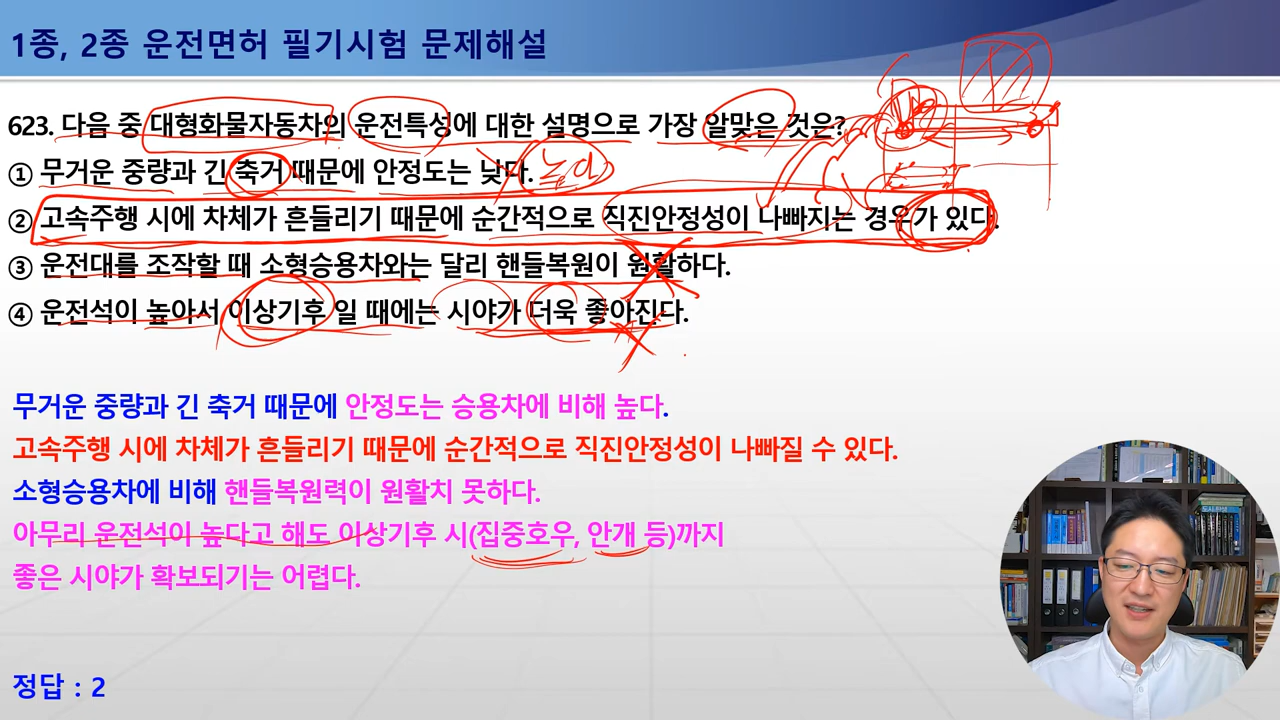 1종, 2종 운전면허 필기시험 문제해설
623. 다음 중 대형화물자동차의 운전특성에 대한 설명으로 가장 알맞은 것은?
① 무거운 중량과 긴 축거 때문에 안정도는 낮다. 높다
② 고속주행 시에 차체가 흔들리기 때문에 순간적으로 직진안정성이 나빠지는 경우가 있다.
③ 운전대를 조작할 때 소형승용차와는 달리 핸들복원이 원활하다.
④ 운전석이 높아서 이상기후 일 때에는 시야가 더욱 좋아진다.
무거운 중량과 긴 축거 때문에 안정도는 승용차에 비해 높다.
고속주행 시에 차체가 흔들리기 때문에 순간적으로 직진안정성이 나빠질 수 있다.
소형승용차에 비해 핸들복원력이 원활치 못하다.
아무리 운전석이 높다고 해도 이상기후 시(집중호우, 안개 등)까지
좋은 시야가 확보되기는 어렵다.
정답 : 2